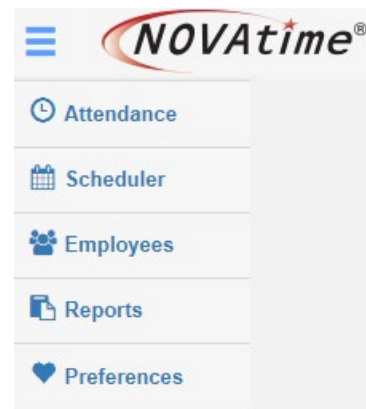 NOVAtime®
Attendance
Scheduler
Employees
Reports
Preferences